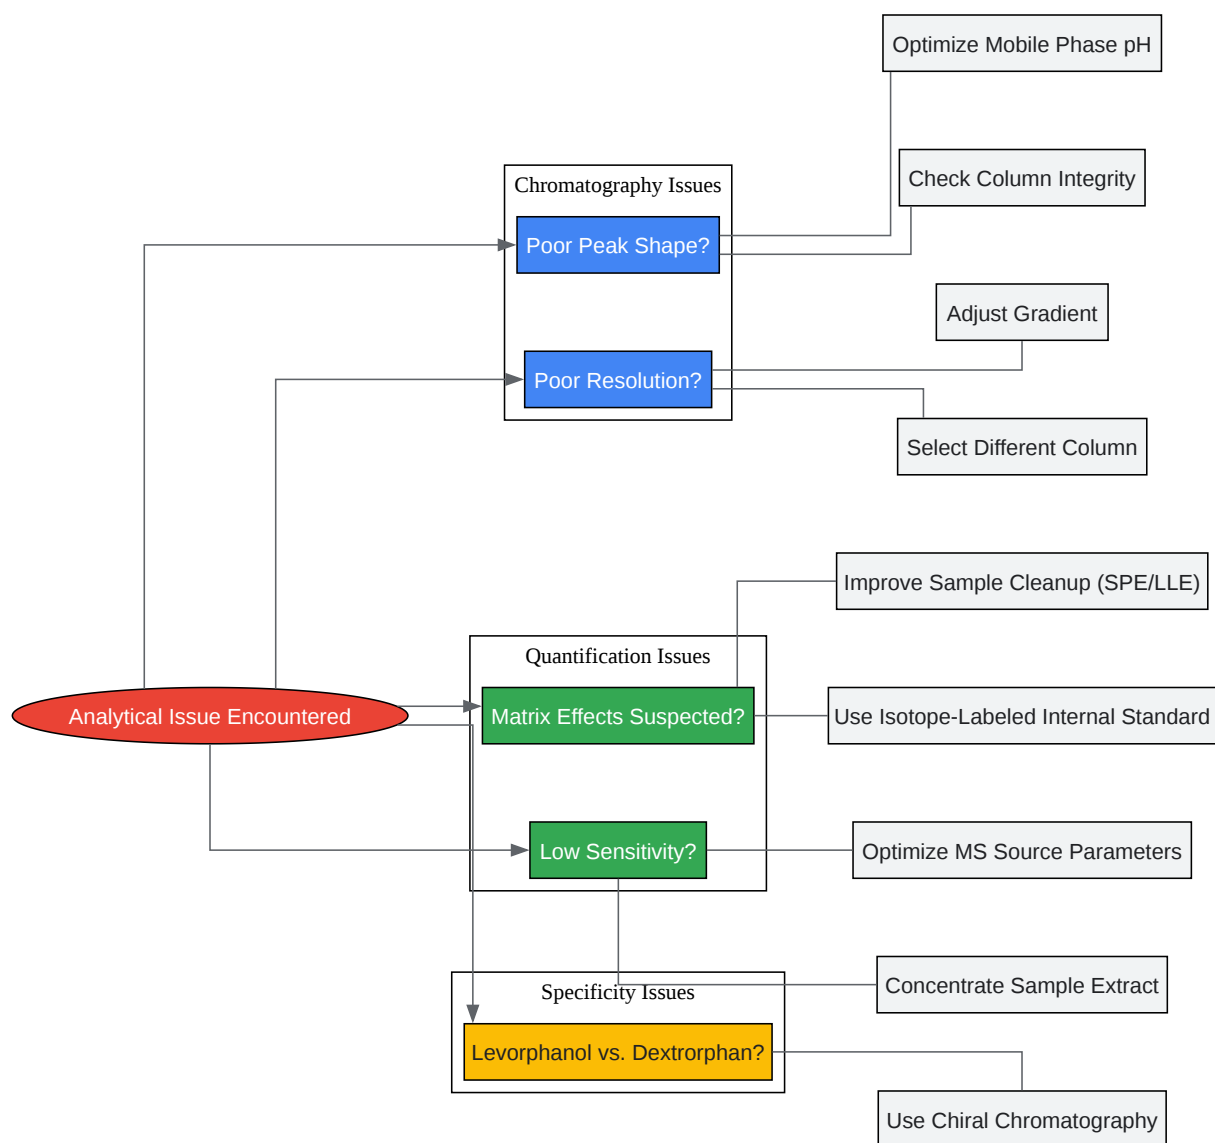 Optimize Mobile Phase pH
Check Column Integrity
Chromatography Issues
Poor Peak Shape?
Adjust Gradient
Poor Resolution?
Select Different Column
Improve Sample Cleanup (SPE/LLE)
Quantification Issues
Analytical Issue Encountered
Matrix Effects Suspected?
Use Isotope-Labeled Internal Standard
Low Sensitivity?
Optimize MS Source Parameters
Concentrate Sample Extract
Specificity Issues
Levorphanol vs. Dextrorphan?
Use Chiral Chromatography